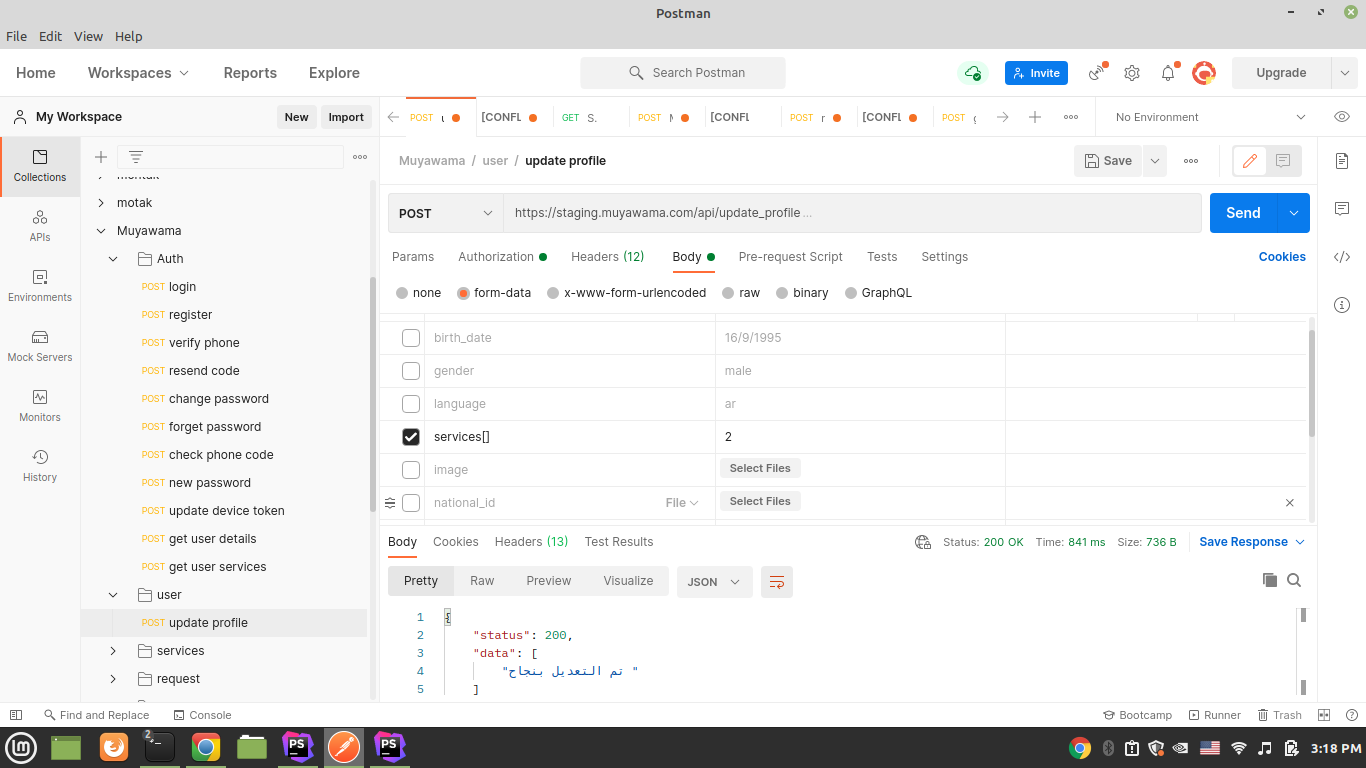 Postman
File Edit View Help
Home Workspaces Reports Explore Search Postman Invite Upgrade
My Workspace New Import
POST [CONFL GET S. POST [CONFL POST r [CONFL POST No Environment
Collections
APIs
Environments
Mock Servers
Monitors
History
motak
Muyawama
Auth
POST login
POST register
POST verify phone
POST resend code
POST change password
POST forget password
POST check phone code
POST new password
POST update device token
POST get user details
POST get user services
user
POST update profile
services
request
Muyawama / user / update profile Save
POST https://staging.muyawama.com/api/update_profile ... Send
Params Authorization Headers (12) Body Pre-request Script Tests Settings Cookies
none form-data x-www-form-urlencoded raw binary GraphQL
birth_date 16/9/1995
gender male
language ar
services[] 2
image Select Files
national_id File Select Files
Body Cookies Headers (13) Test Results Status: 200 OK Time: 841 ms Size: 736 B Save Response
Pretty Raw Preview Visualize JSON
1 {
2 "status": 200,
3 "data": [
4 "تم التعديل بنجاح "
5 ]
Find and Replace Console Bootcamp Runner Trash
2 PS PS 3:18 PM